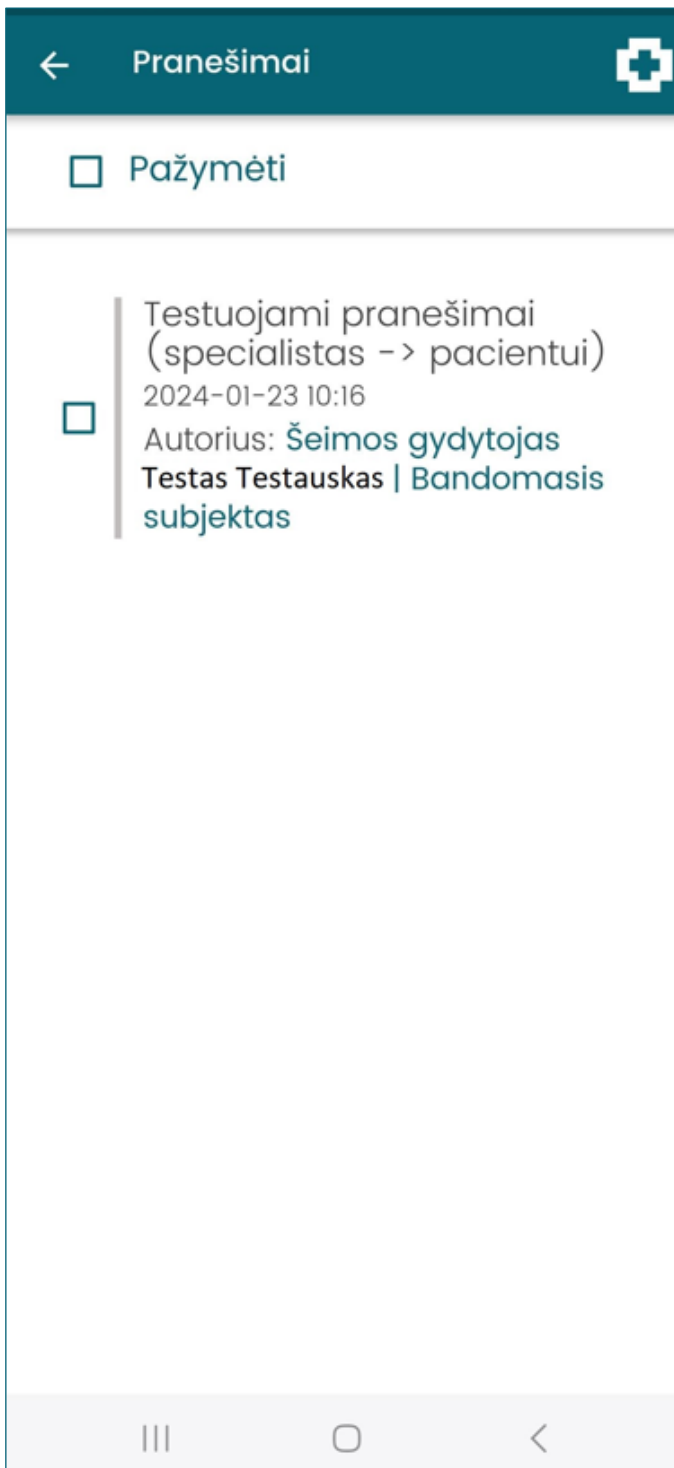 Pranešimai
Pažymėti
Testuojami pranešimai
(specialistas -> pacientui)
2024-01-23 10:16
Autorius: Šeimos gydytojas
Testas Testauskas | Bandomasis
subjektas